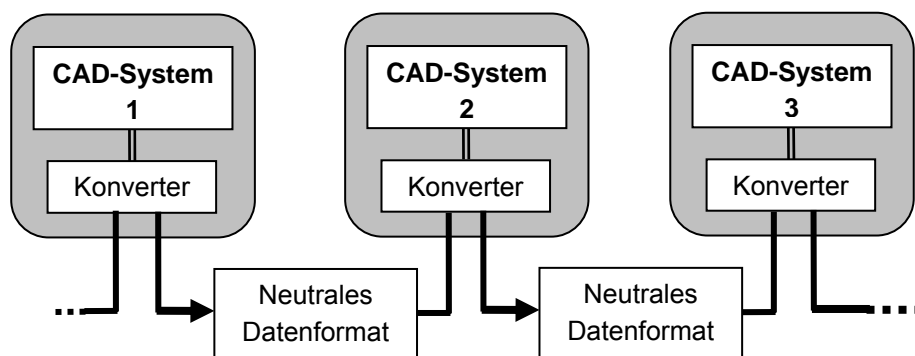 CAD-System
1
CAD-System
2
CAD-System
3
Konverter
Konverter
Konverter
Neutrales
Datenformat
Neutrales
Datenformat